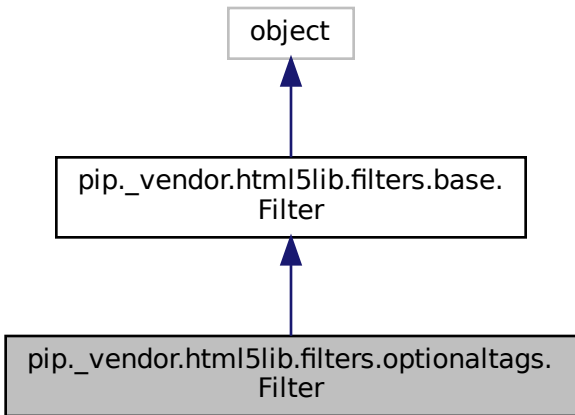 object
pip._vendor.html5lib.filters.base.
Filter
pip._vendor.html5lib.filters.optionaltags.
Filter